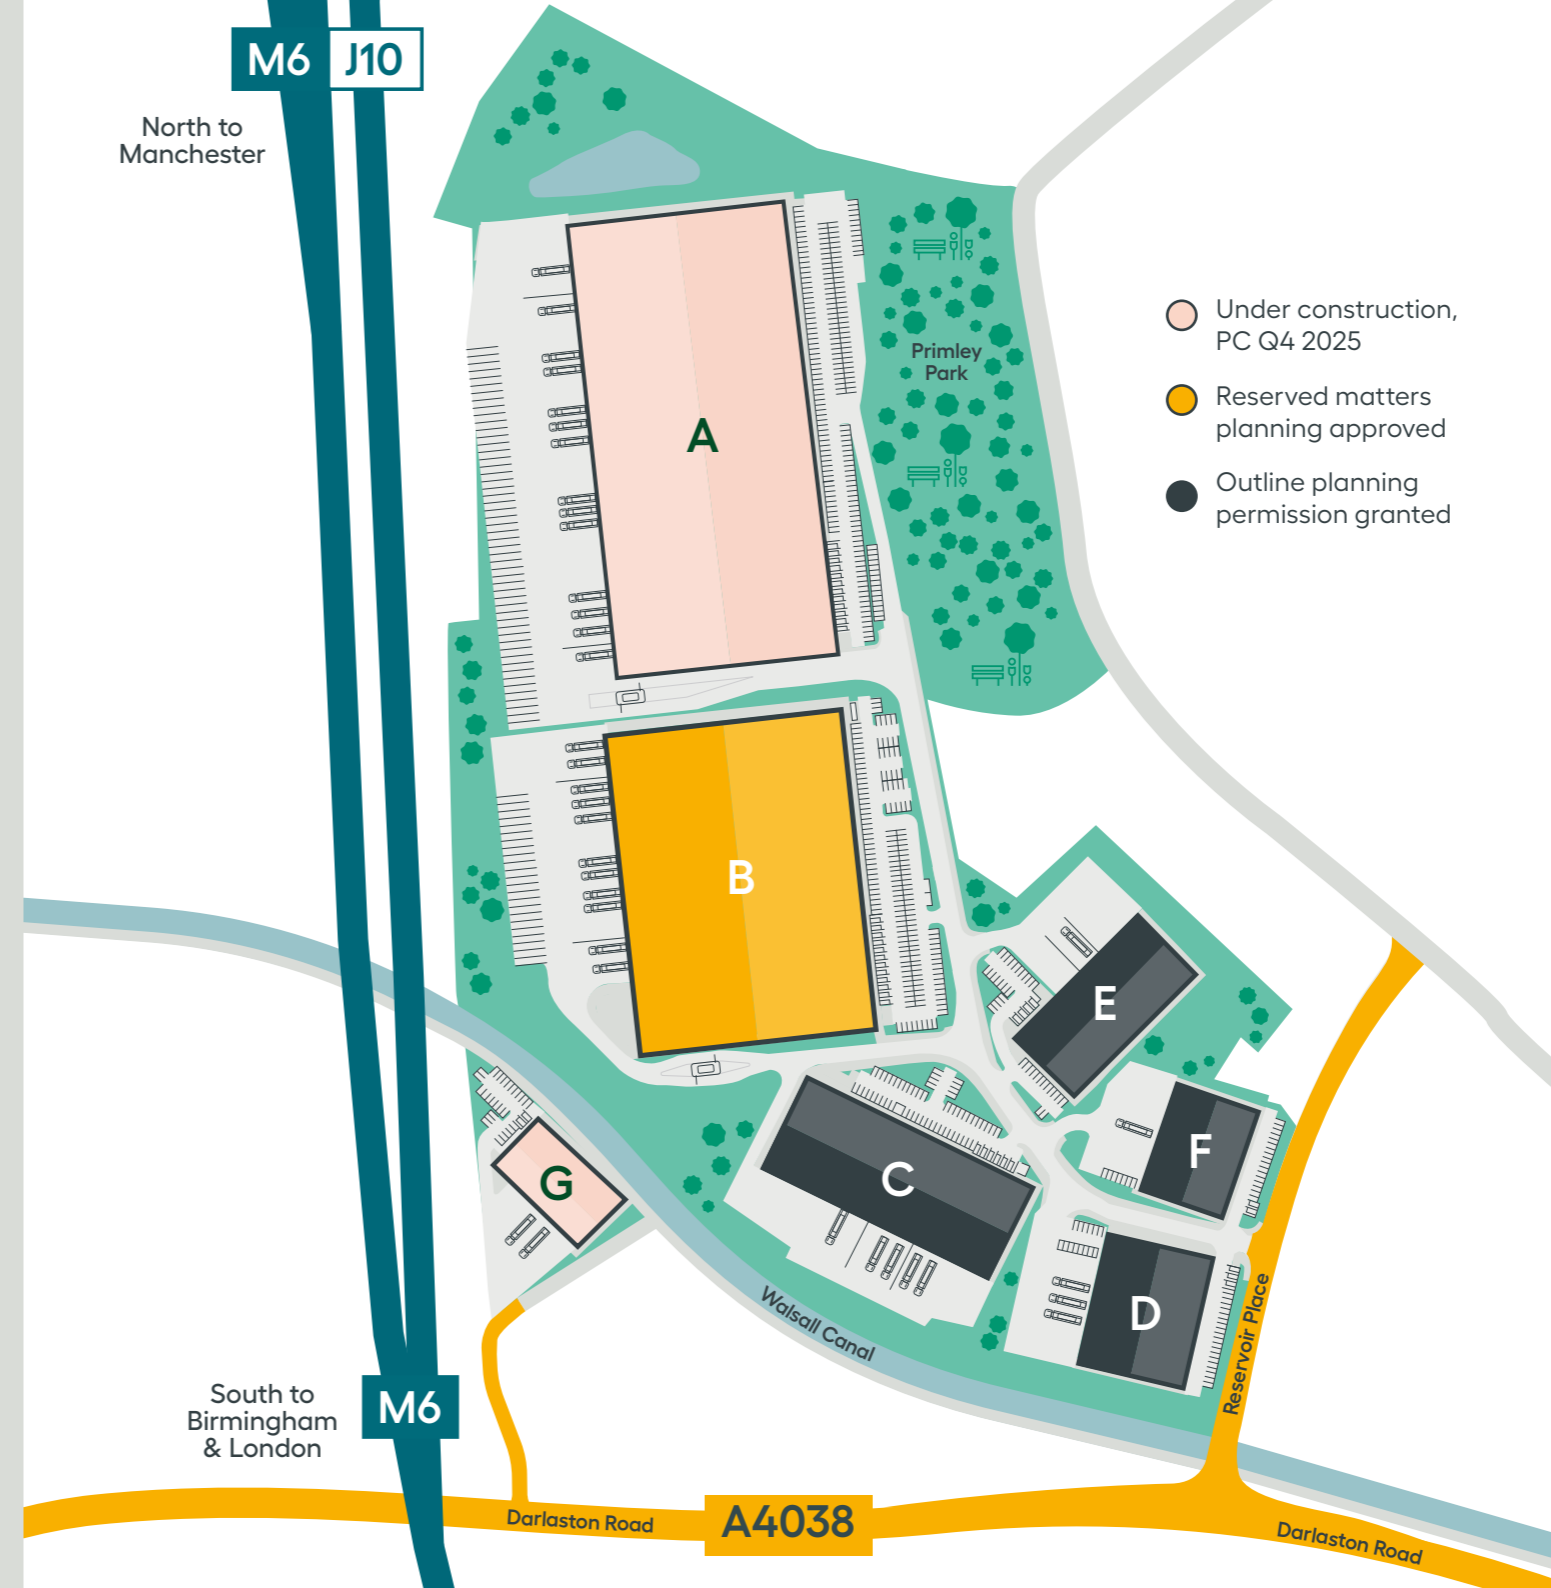 M6 J10
North to
Manchester
Under construction,
PC Q4 2025
Reserved matters
planning approved
Outline planning
permission granted
Primley
Park
A
B
E
F
C
G
D
Walsall Canal
Reservoir Place
South to
Birmingham
& London
M6
Darlaston Road
A4038
Darlaston Road